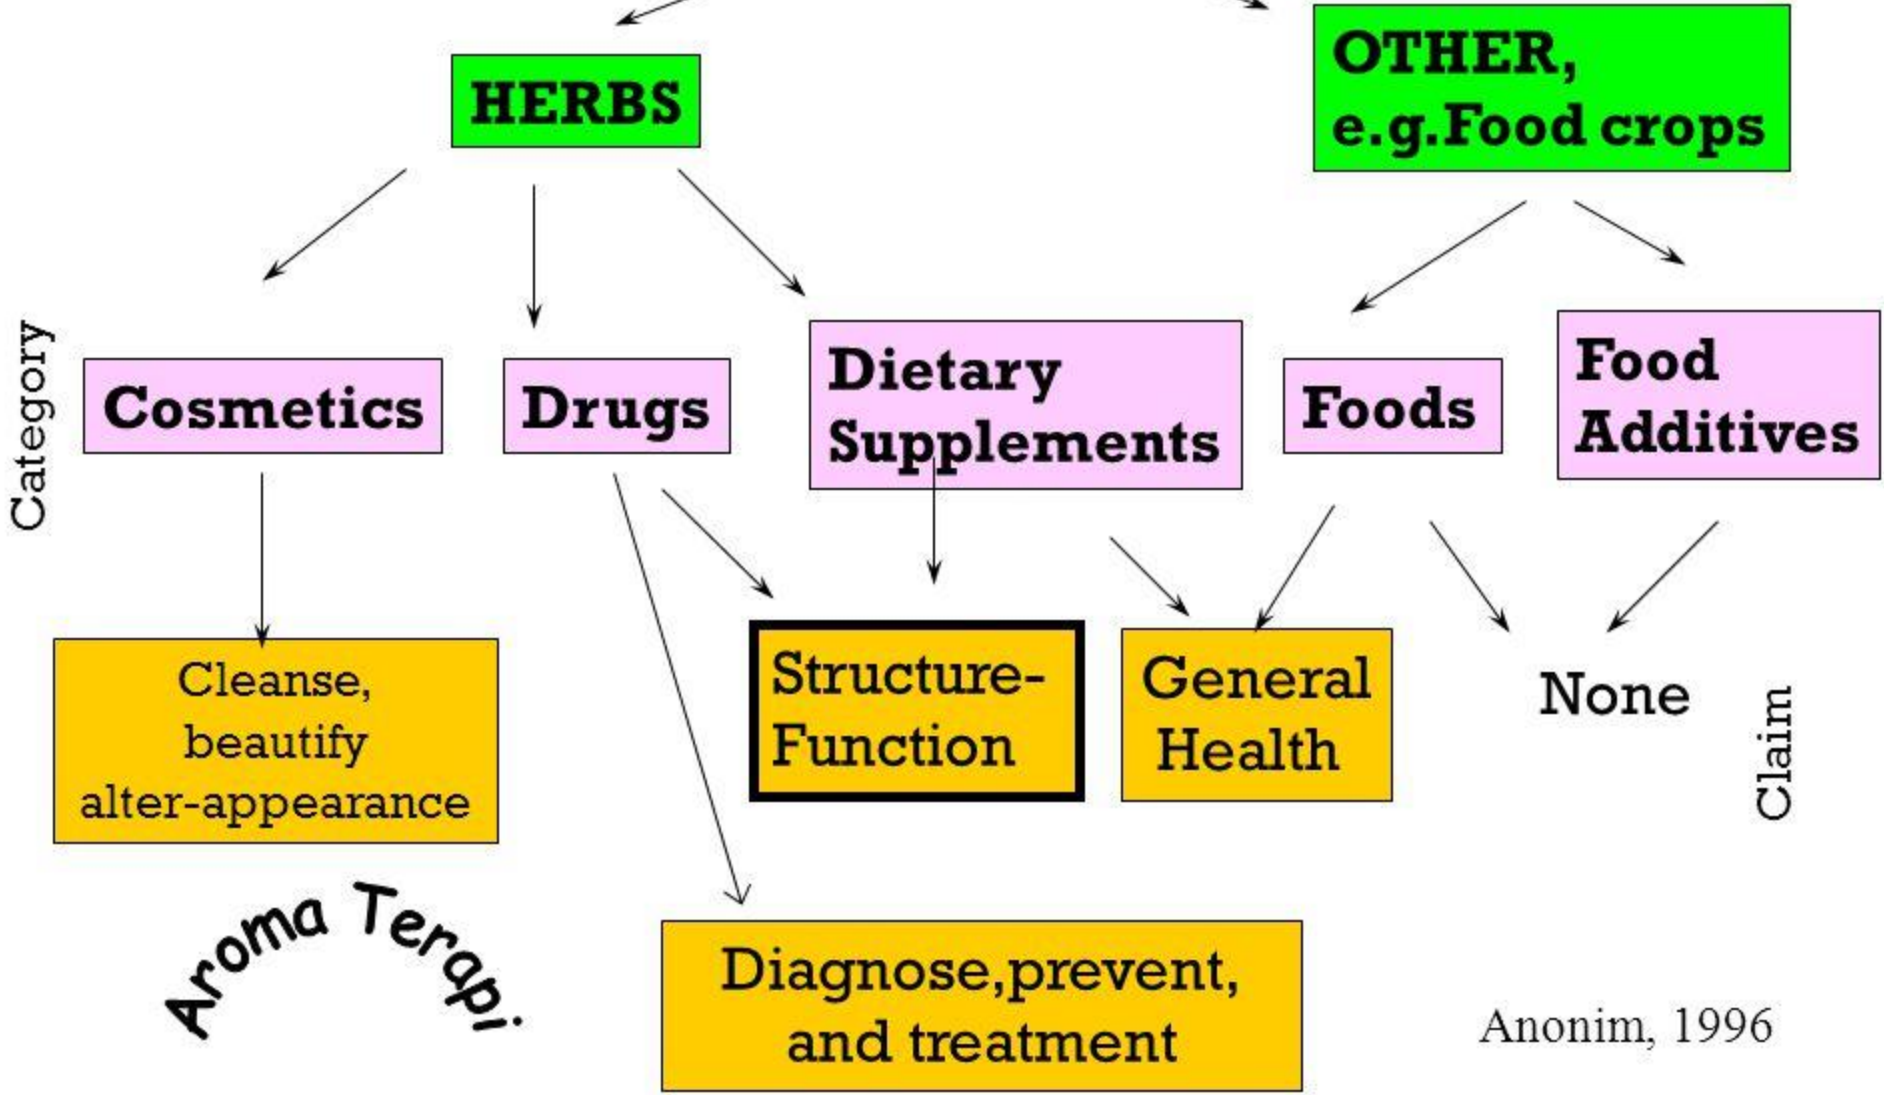 HERBS
OTHER,
e.g.Food crops
Category
Cosmetics
Drugs
Dietary
Supplements
Foods
Food
Additives
Cleanse,
beautify
alter-appearance
Structure-
Function
General
Health
None
Claim
Aroma Terapi
Diagnose,prevent,
and treatment
Anonim, 1996